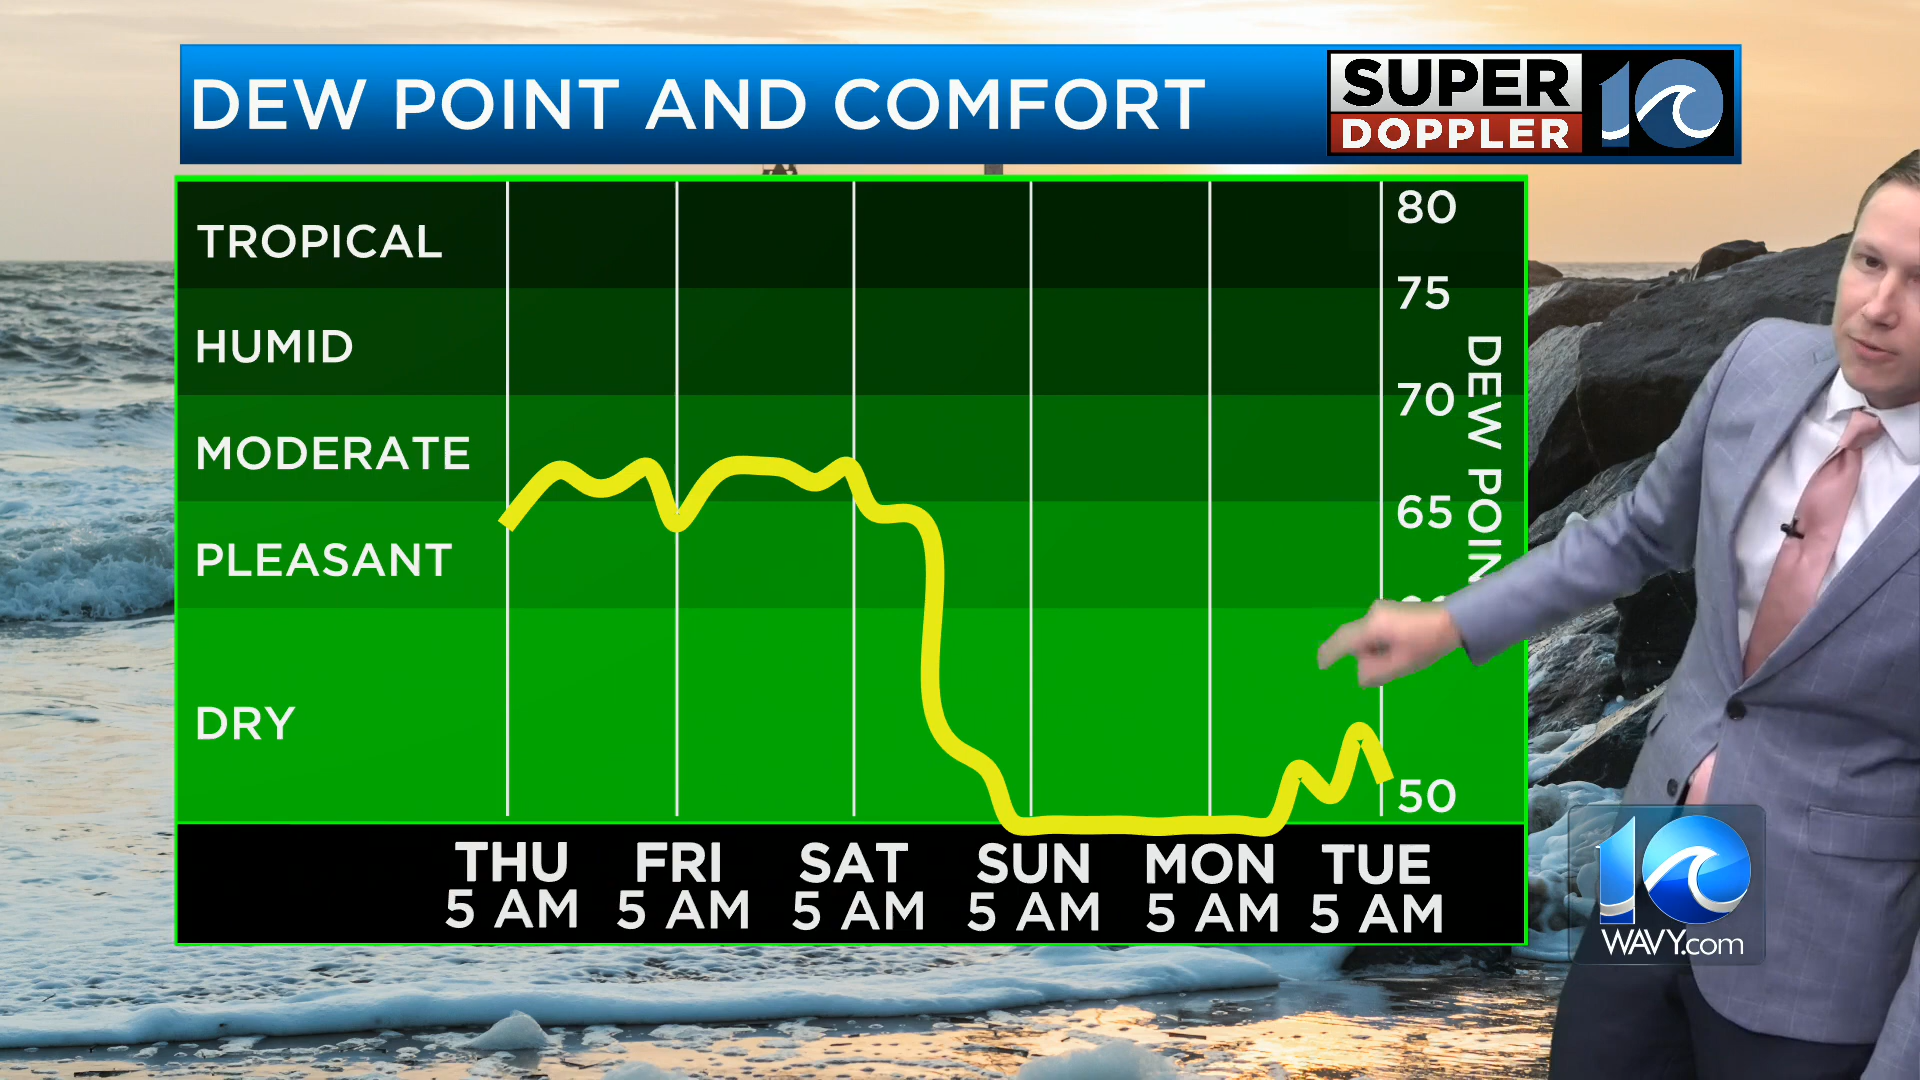 DEW POINT AND COMFORT
SUPER
DOPPLER
10
TROPICAL
HUMID
MODERATE
PLEASANT
DRY
80
75
70
65
50
DEW POIN
THU FRI SAT SUN MON TUE
5 AM 5 AM 5 AM 5 AM 5 AM 5 AM
10
WAVY.com